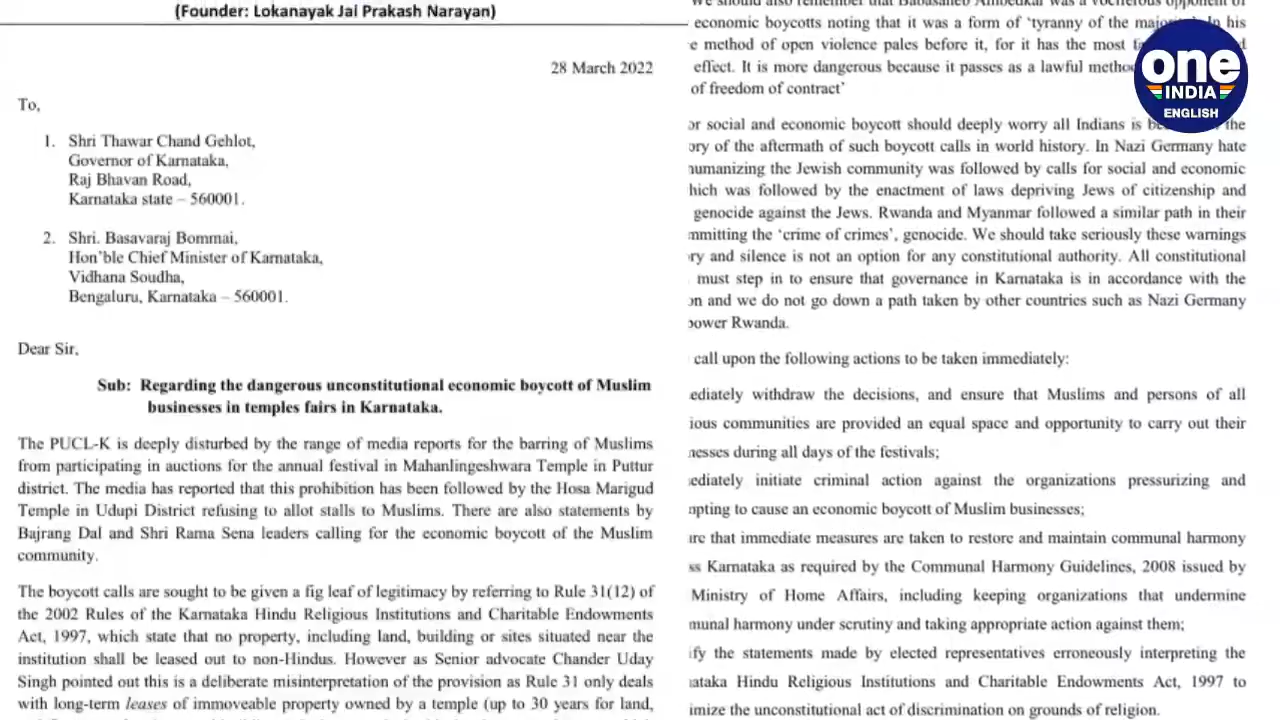 (Founder: Lokanayak Jai Prakash Narayan)
28 March 2022
To,
1. Shri Thawar Chand Gehlot,
Governor of Karnataka,
Raj Bhavan Road,
Karnataka state – 560001.
2. Shri. Basavaraj Bommai,
Hon'ble Chief Minister of Karnataka,
Vidhana Soudha,
Bengaluru, Karnataka – 560001.
Dear Sir,
Sub: Regarding the dangerous unconstitutional economic boycott of Muslim
businesses in temples fairs in Karnataka.
The PUCL-K is deeply disturbed by the range of media reports for the barring of Muslims
from participating in auctions for the annual festival in Mahanlingeshwara Temple in Puttur
district. The media has reported that this prohibition has been followed by the Hosa Marigud
Temple in Udupi District refusing to allot stalls to Muslims. There are also statements by
Bajrang Dal and Shri Rama Sena leaders calling for the economic boycott of the Muslim
community.
The boycott calls are sought to be given a fig leaf of legitimacy by referring to Rule 31(12) of
the 2002 Rules of the Karnataka Hindu Religious Institutions and Charitable Endowments
Act, 1997, which state that no property, including land, building or sites situated near the
institution shall be leased out to non-Hindus. However as Senior advocate Chander Uday
Singh pointed out this is a deliberate misinterpretation of the provision as Rule 31 only deals
with long-term leases of immoveable property owned by a temple (up to 30 years for land,
We should also remember that Babasaheb Ambedkar was a vociferous opponent of
economic boycotts noting that it was a form of 'tyranny of the In his
e method of open violence pales before it, for it has the most
effect. It is more dangerous because it passes as a lawful
of freedom of contract'
or social and economic boycott should deeply worry all Indians is the
ory of the aftermath of such boycott calls in world history. In Nazi Germany hate
umanizing the Jewish community was followed by calls for social and economic
hich was followed by the enactment of laws depriving Jews of citizenship and
genocide against the Jews. Rwanda and Myanmar followed a similar path in their
mmitting the 'crime of crimes', genocide. We should take seriously these warnings
ory and silence is not an option for any constitutional authority. All constitutional
must step in to ensure that governance in Karnataka is in accordance with the
on and we do not go down a path taken by other countries such as Nazi Germany
power Rwanda.
call upon the following actions to be taken immediately:
ediately withdraw the decisions, and ensure that Muslims and persons of all
ious communities are provided an equal space and opportunity to carry out their
nesses during all days of the festivals;
ediately initiate criminal action against the organizations pressurizing and
mpting to cause an economic boycott of Muslim businesses;
ure that immediate measures are taken to restore and maintain communal harmony
ss Karnataka as required by the Communal Harmony Guidelines, 2008 issued by
Ministry of Home Affairs, including keeping organizations that undermine
munal harmony under scrutiny and taking appropriate action against them;
ify the statements made by elected representatives erroneously interpreting the
ataka Hindu Religious Institutions and Charitable Endowments Act, 1997 to
imize the unconstitutional act of discrimination on grounds of religion.
one
INDIA
ENGLISH